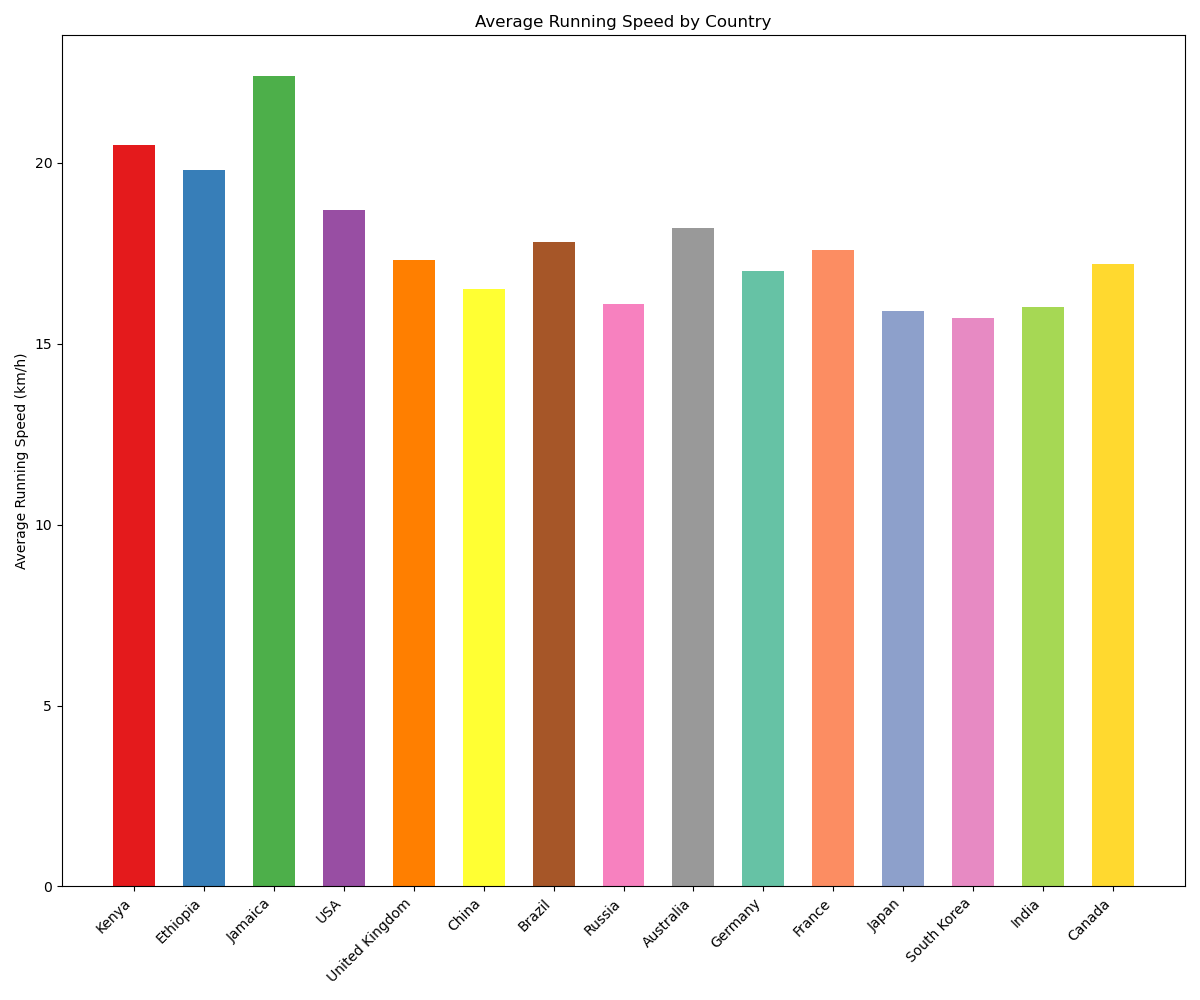 Average Running Speed by Country
Average Running Speed (km/h)
20
15
10
5
0
Kenya
Ethiopia
Jamaica
USA
United Kingdom
China
Brazil
Russia
Australia
Germany
France
Japan
South Korea
India
Canada